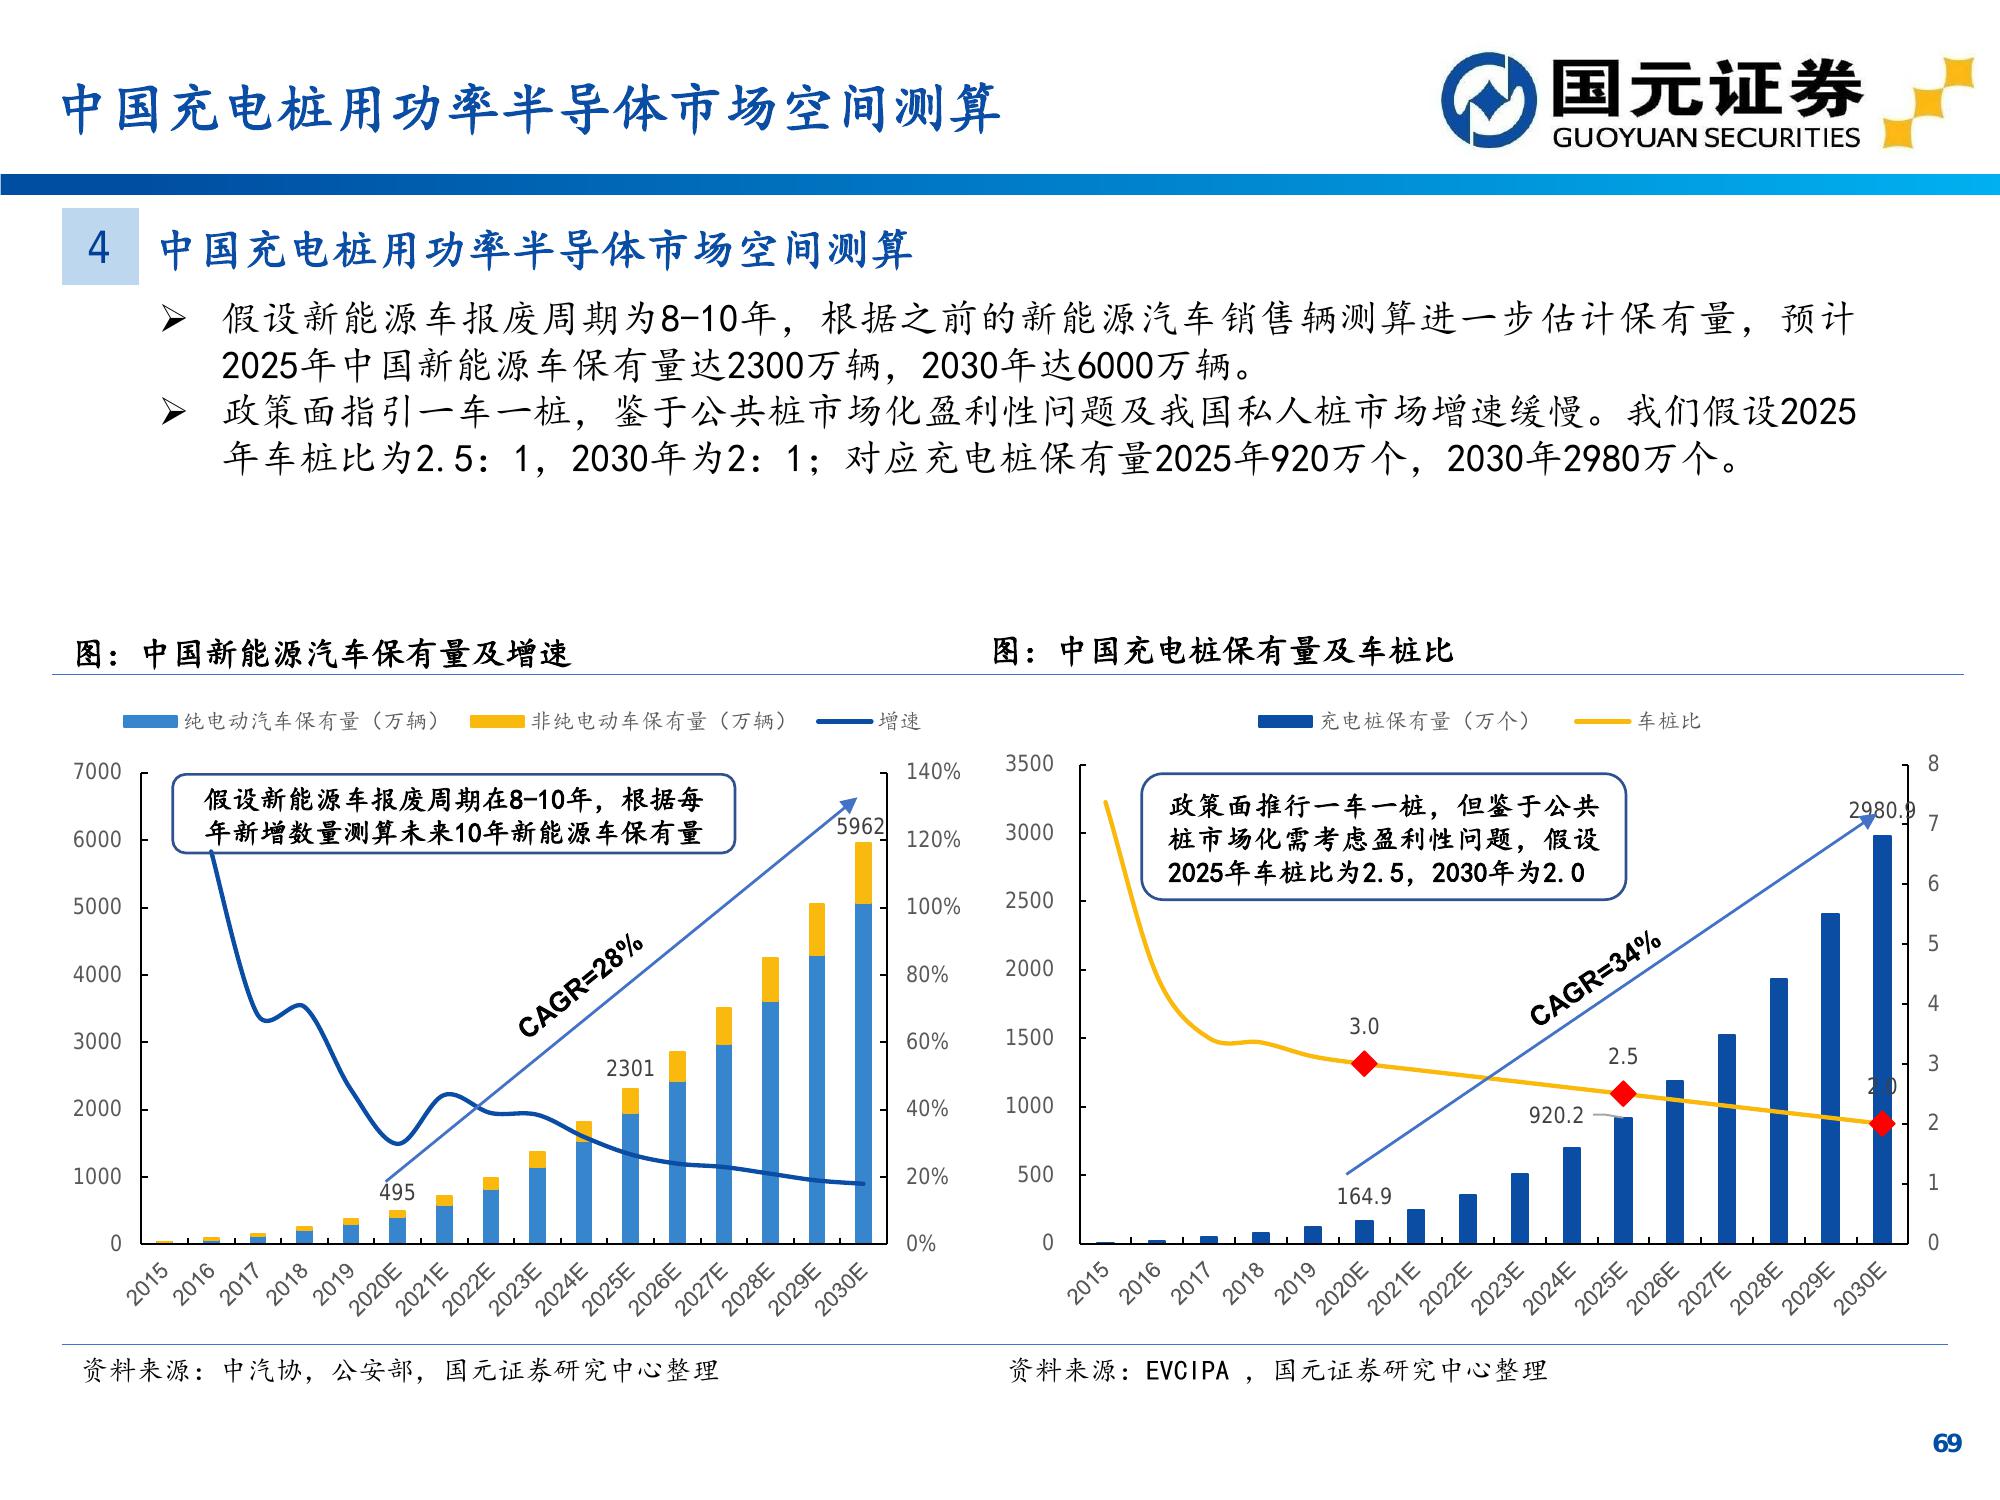 中国充电桩用功率半导体市场空间测算
国元证券
GUOYUAN SECURITIES
4
中国充电桩用功率半导体市场空间测算
➢ 假设新能源车报废周期为8-10年，根据之前的新能源汽车销售辆测算进一步估计保有量，预计
2025年中国新能源车保有量达2300万辆，2030年达6000万辆。
➢ 政策面指引一车一桩，鉴于公共桩市场化盈利性问题及我国私人桩市场增速缓慢。我们假设2025
年车桩比为2.5：1，2030年为2：1；对应充电桩保有量2025年920万个，2030年2980万个。
图：中国新能源汽车保有量及增速
纯电动汽车保有量（万辆）
非纯电动车保有量（万辆）
增速
7000
6000
5000
4000
3000
2000
1000
0
140%
120%
100%
80%
60%
40%
20%
0%
假设新能源车报废周期在8-10年，根据每
年新增数量测算未来10年新能源车保有量
CAGR=28%
495
2301
5962
2015
2016
2017
2018
2019
2020E
2021E
2022E
2023E
2024E
2025E
2026E
2027E
2028E
2029E
2030E
资料来源：中汽协，公安部，国元证券研究中心整理
图：中国充电桩保有量及车桩比
充电桩保有量（万个）
车桩比
3500
3000
2500
2000
1500
1000
500
0
8
7
6
5
4
3
2
1
0
政策面推行一车一桩，但鉴于公共
桩市场化需考虑盈利性问题，假设
2025年车桩比为2.5，2030年为2.0
CAGR=34%
3.0
2.5
2.0
164.9
920.2
2980.9
2015
2016
2017
2018
2019
2020E
2021E
2022E
2023E
2024E
2025E
2026E
2027E
2028E
2029E
2030E
资料来源：EVCIPA ，国元证券研究中心整理
69